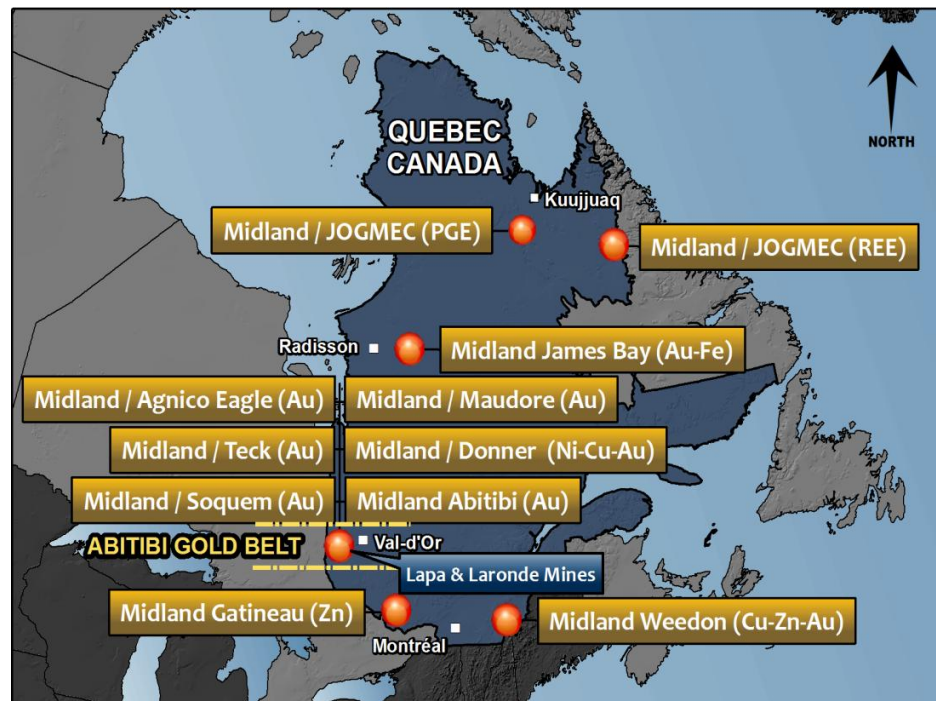 QUEBEC
CANADA
NORTH
Kuujjuaq
Midland / JOGMEC (PGE)
Midland / JOGMEC (REE)
Radisson
Midland James Bay (Au-Fe)
Midland / Agnico Eagle (Au)
Midland / Maudore (Au)
Midland / Teck (Au)
Midland / Donner (Ni-Cu-Au)
Midland / Soquem (Au)
Midland Abitibi (Au)
ABITIBI GOLD BELT
Val-d'Or
Lapa & Laronde Mines
Midland Gatineau (Zn)
Midland Weedon (Cu-Zn-Au)
Montréal